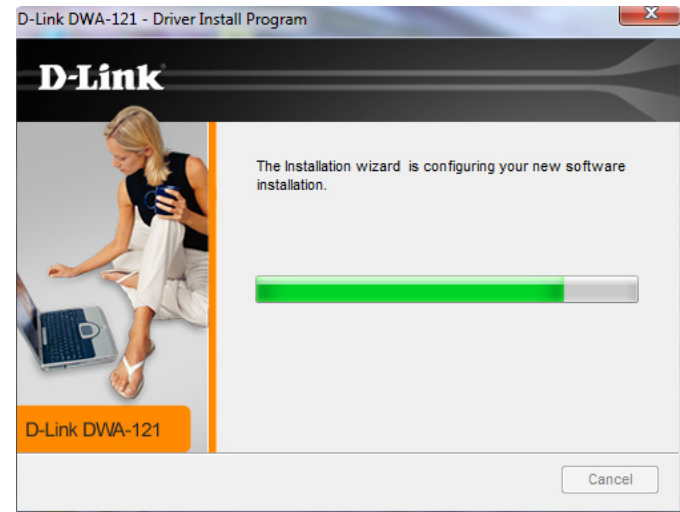 D-Link DWA-121 - Driver Install Program
D-Link
The Installation wizard is configuring your new software
installation.
D-Link DWA-121
Cancel